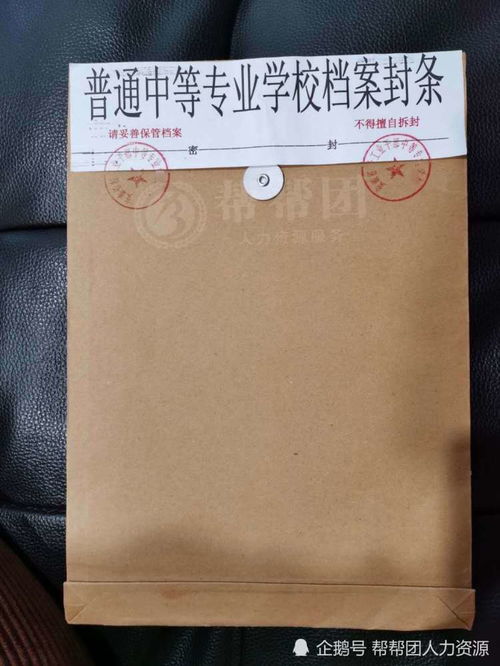 普通中等专业学校档案封条
请妥善保管档案
不得擅自拆封
密 封
帮帮团
人力资源服务
企鹅号 帮帮团人力资源